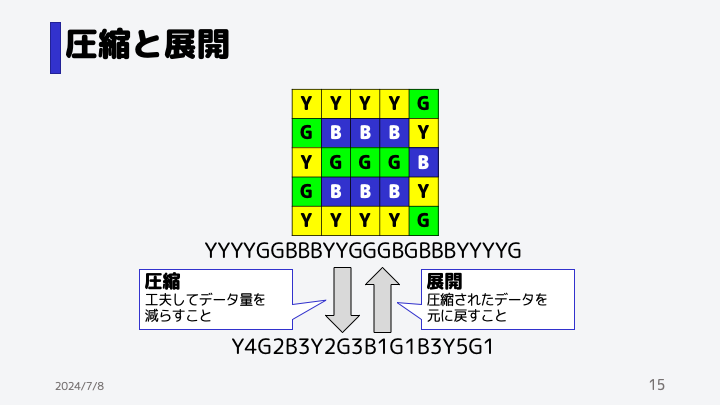 圧縮と展開
Y Y Y Y G
G B B B Y
Y G G G B
G B B B Y
Y Y Y Y G
YYYYGGBBBYYGGGBGBBBYYYYG
圧縮
工夫してデータ量を
減らすこと
展開
圧縮されたデータを
元に戻すこと
Y4G2B3Y2G3B1G1B3Y5G1
2024/7/8
15